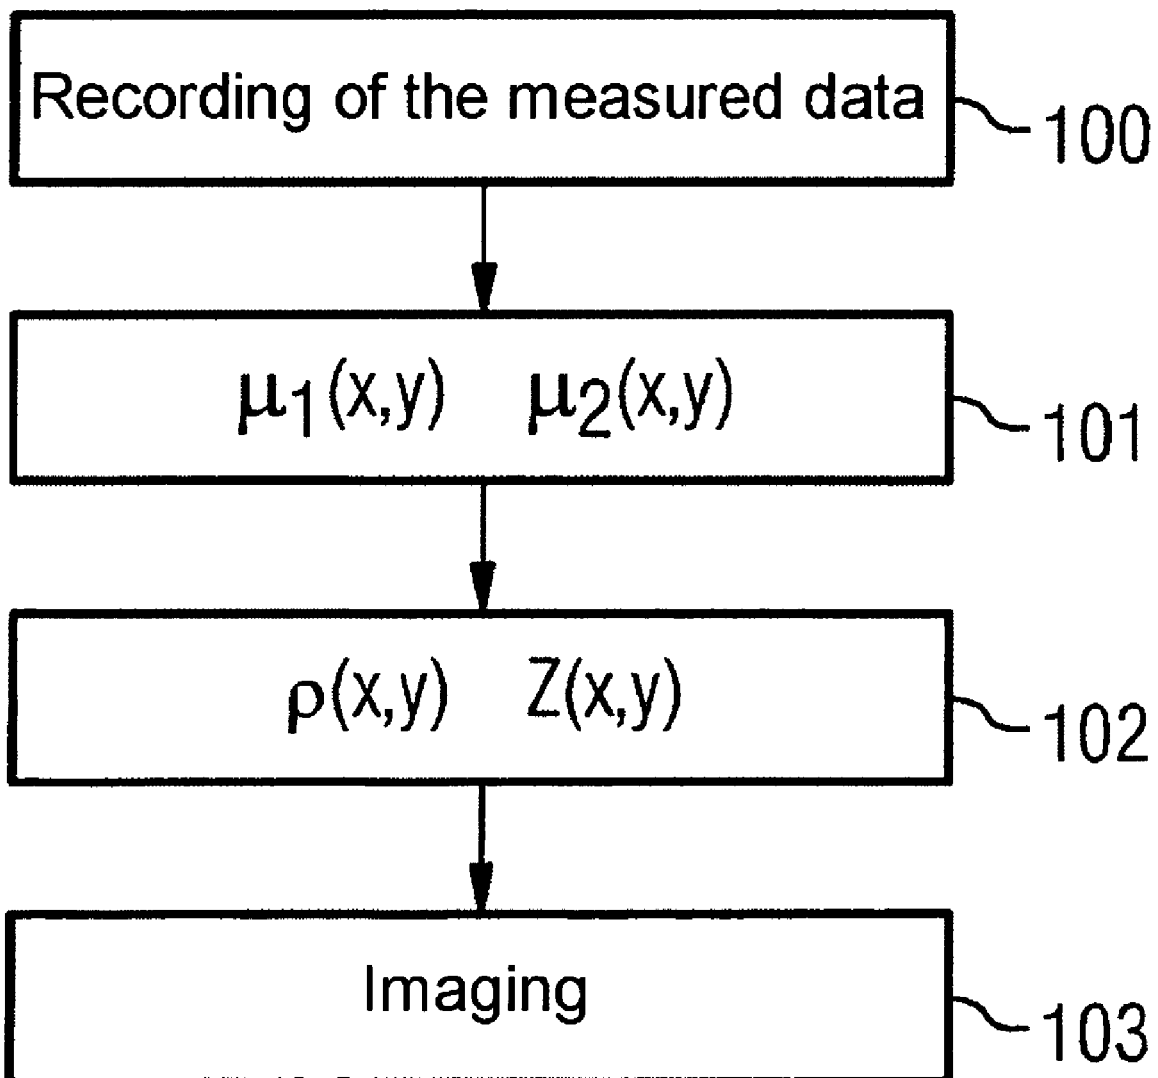 Recording of the measured data
100
μ1(x,y) μ2(x,y)
101
ρ(x,y) Z(x,y)
102
Imaging
103